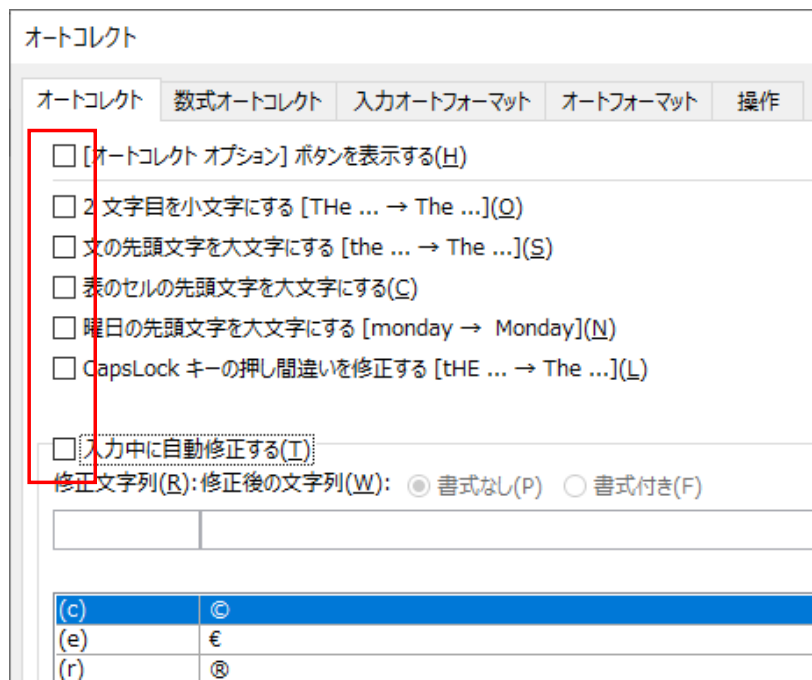 オートコレクト
オートコレクト 数式オートコレクト 入力オートフォーマット オートフォーマット 操作
[オートコレクト オプション] ボタンを表示する(H)
2 文字目を小文字にする [THe ... → The ...](O)
文の先頭文字を大文字にする [the ... → The ...](S)
表のセルの先頭文字を大文字にする(C)
曜日の先頭文字を大文字にする [monday → Monday](N)
CapsLock キーの押し間違いを修正する [tHE ... → The ...](L)
入力中に自動修正する(T)
修正文字列(R): 修正後の文字列(W): 書式なし(P) 書式付き(F)
(c) ©
(e) €
(r) ®